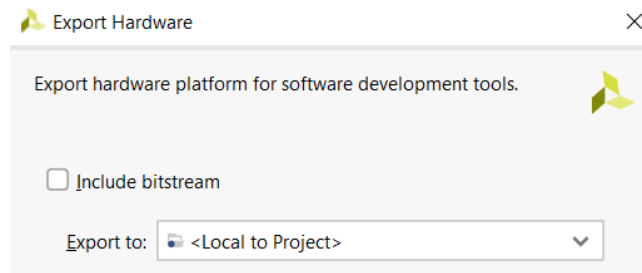 Export Hardware
Export hardware platform for software development tools.
Include bitstream
Export to: <Local to Project>